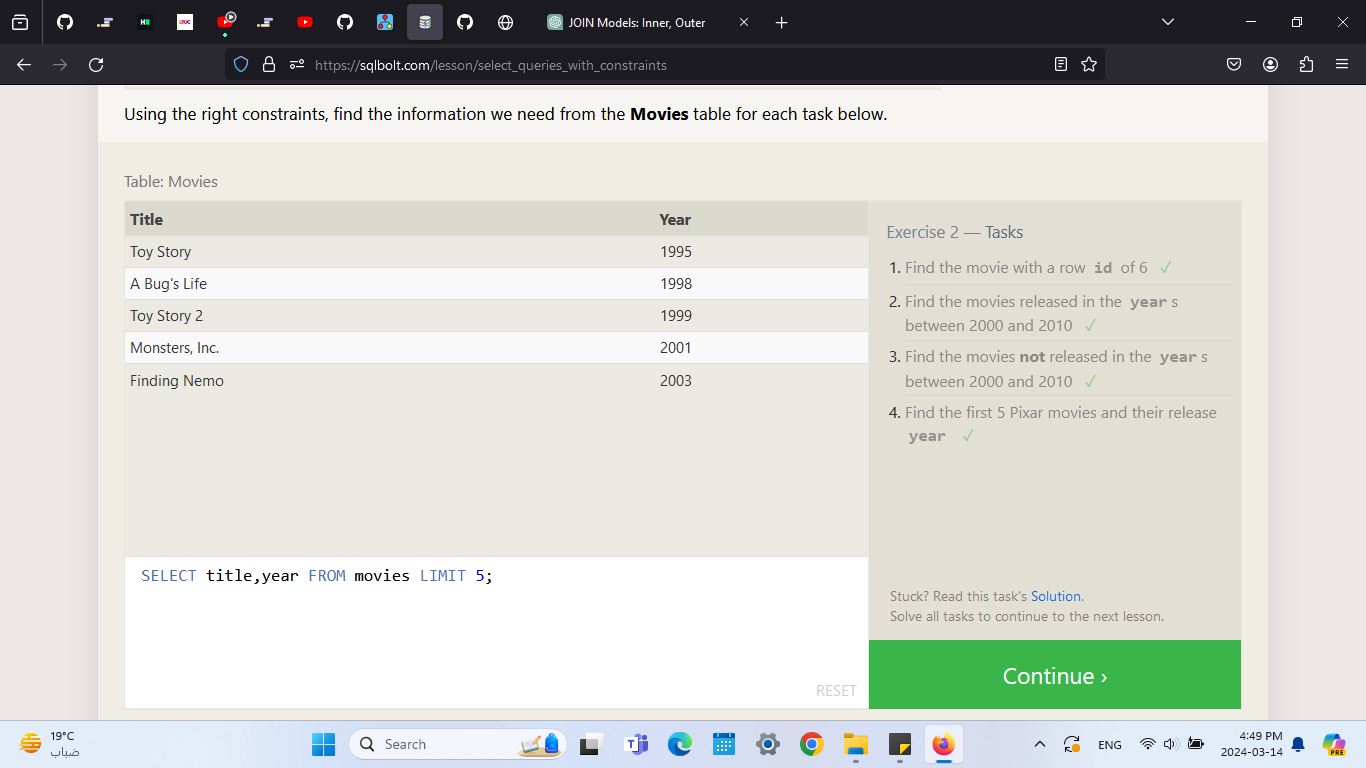 JOIN Models: Inner, Outer
https://sqlbolt.com/lesson/select_queries_with_constraints
Using the right constraints, find the information we need from the Movies table for each task below.
Table: Movies
Title Year
Toy Story 1995
A Bug's Life 1998
Toy Story 2 1999
Monsters, Inc. 2001
Finding Nemo 2003
SELECT title,year FROM movies LIMIT 5;
RESET
Exercise 2 — Tasks
1. Find the movie with a row id of 6 ✓
2. Find the movies released in the year s
between 2000 and 2010 ✓
3. Find the movies not released in the year s
between 2000 and 2010 ✓
4. Find the first 5 Pixar movies and their release
year ✓
Stuck? Read this task's Solution.
Solve all tasks to continue to the next lesson.
Continue ›
19°C
ضباب
Search
ENG
4:49 PM
2024-03-14
PRE